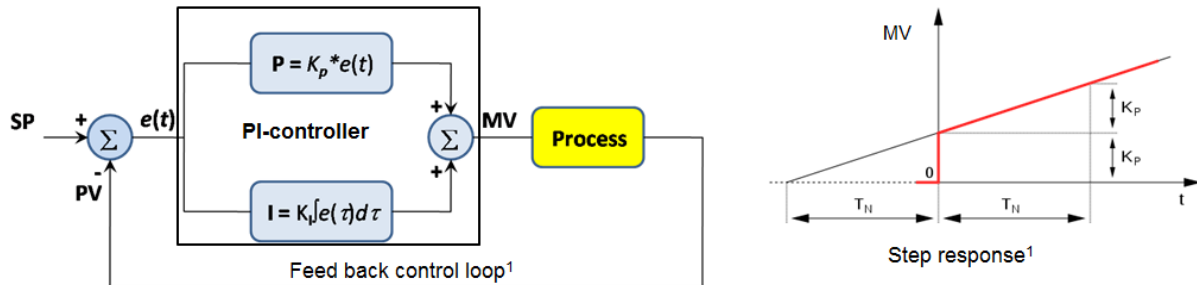 P = Kp*e(t)
SP
+
Σ
-
PV
e(t)
PI-controller
+
Σ
+
MV
Process
I = KI∫e(τ)dτ
Feed back control loop¹
MV
KP
KP
0
t
TN
TN
Step response¹